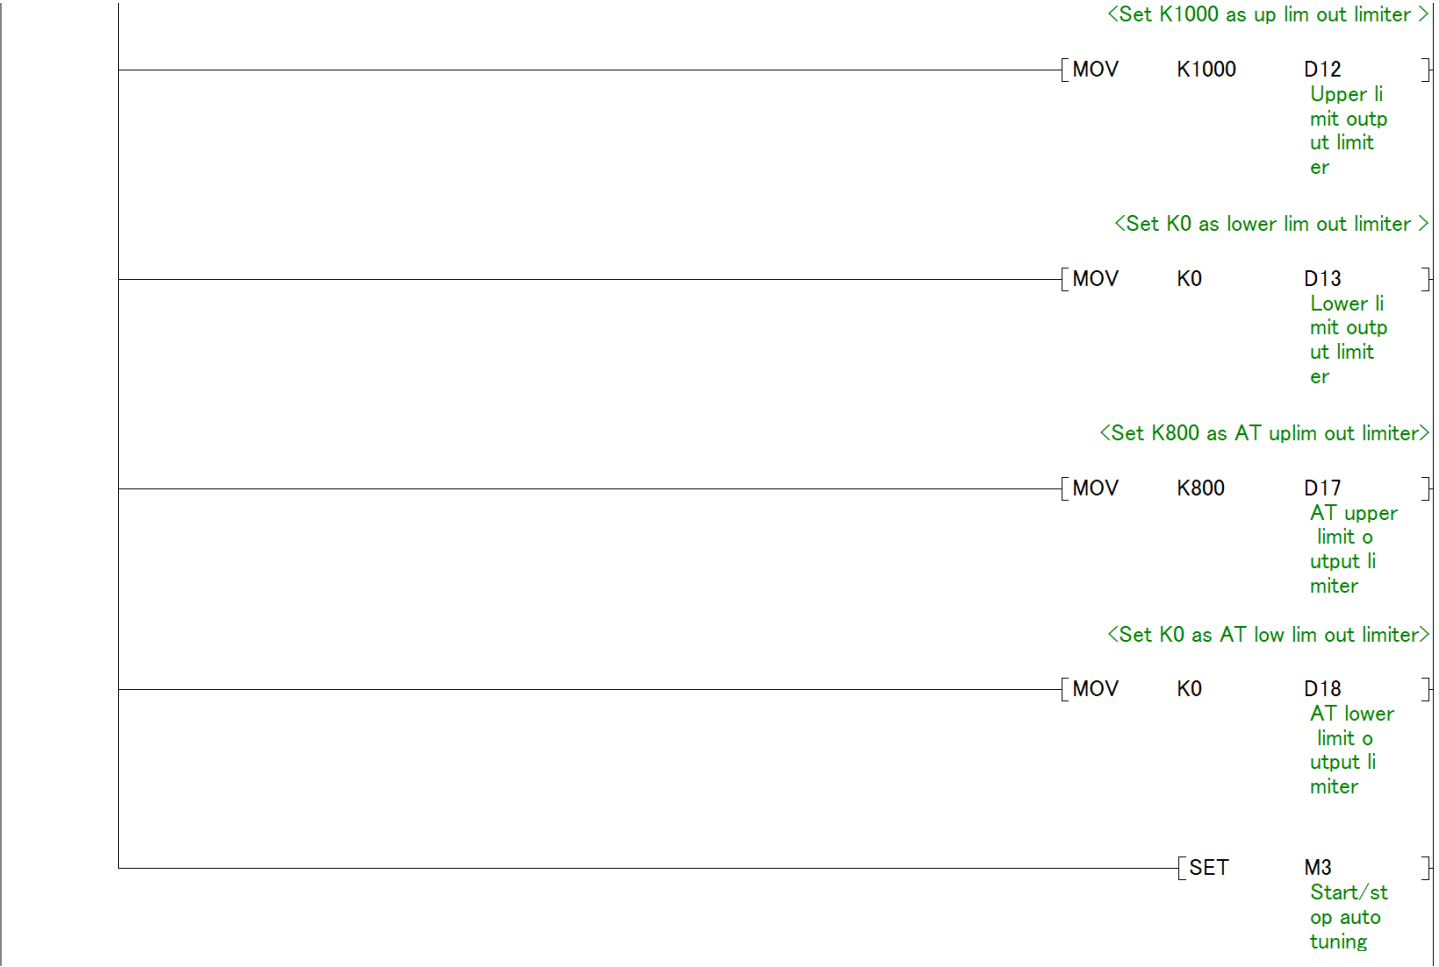 <Set K1000 as up lim out limiter >
MOV K1000 D12
Upper li
mit outp
ut limit
er
<Set K0 as lower lim out limiter >
MOV K0 D13
Lower li
mit outp
ut limit
er
<Set K800 as AT uplim out limiter>
MOV K800 D17
AT upper
limit o
utput li
miter
<Set K0 as AT low lim out limiter>
MOV K0 D18
AT lower
limit o
utput li
miter
SET M3
Start/st
op auto
tuning